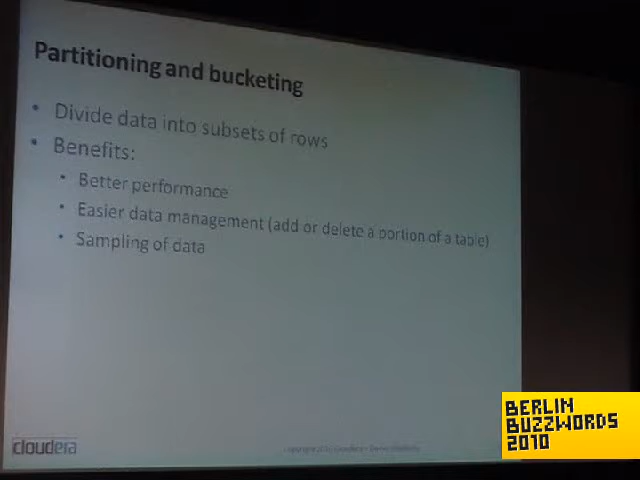 Partitioning and bucketing
• Divide data into subsets of rows
• Benefits:
• Better performance
• Easier data management (add or delete a portion of a table)
• Sampling of data
cloudera
BERLIN
BUZZWORDS
2010